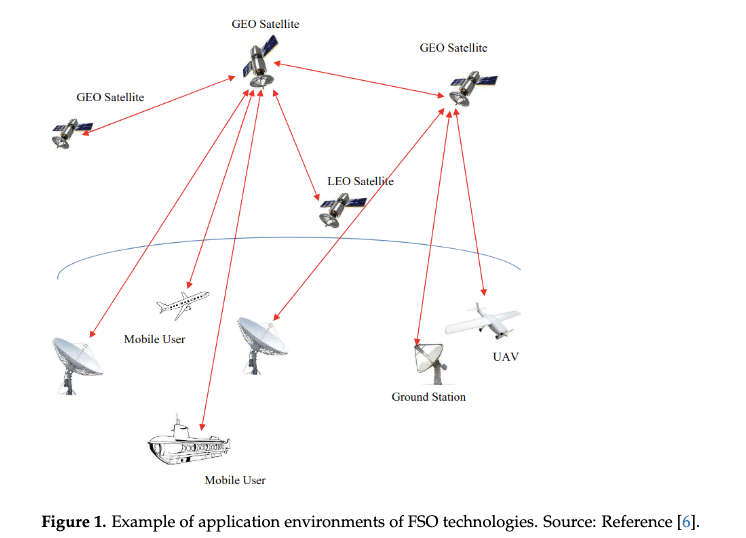 GEO Satellite
GEO Satellite
GEO Satellite
LEO Satellite
Mobile User
UAV
Ground Station
Mobile User
Figure 1. Example of application environments of FSO technologies. Source: Reference [6].